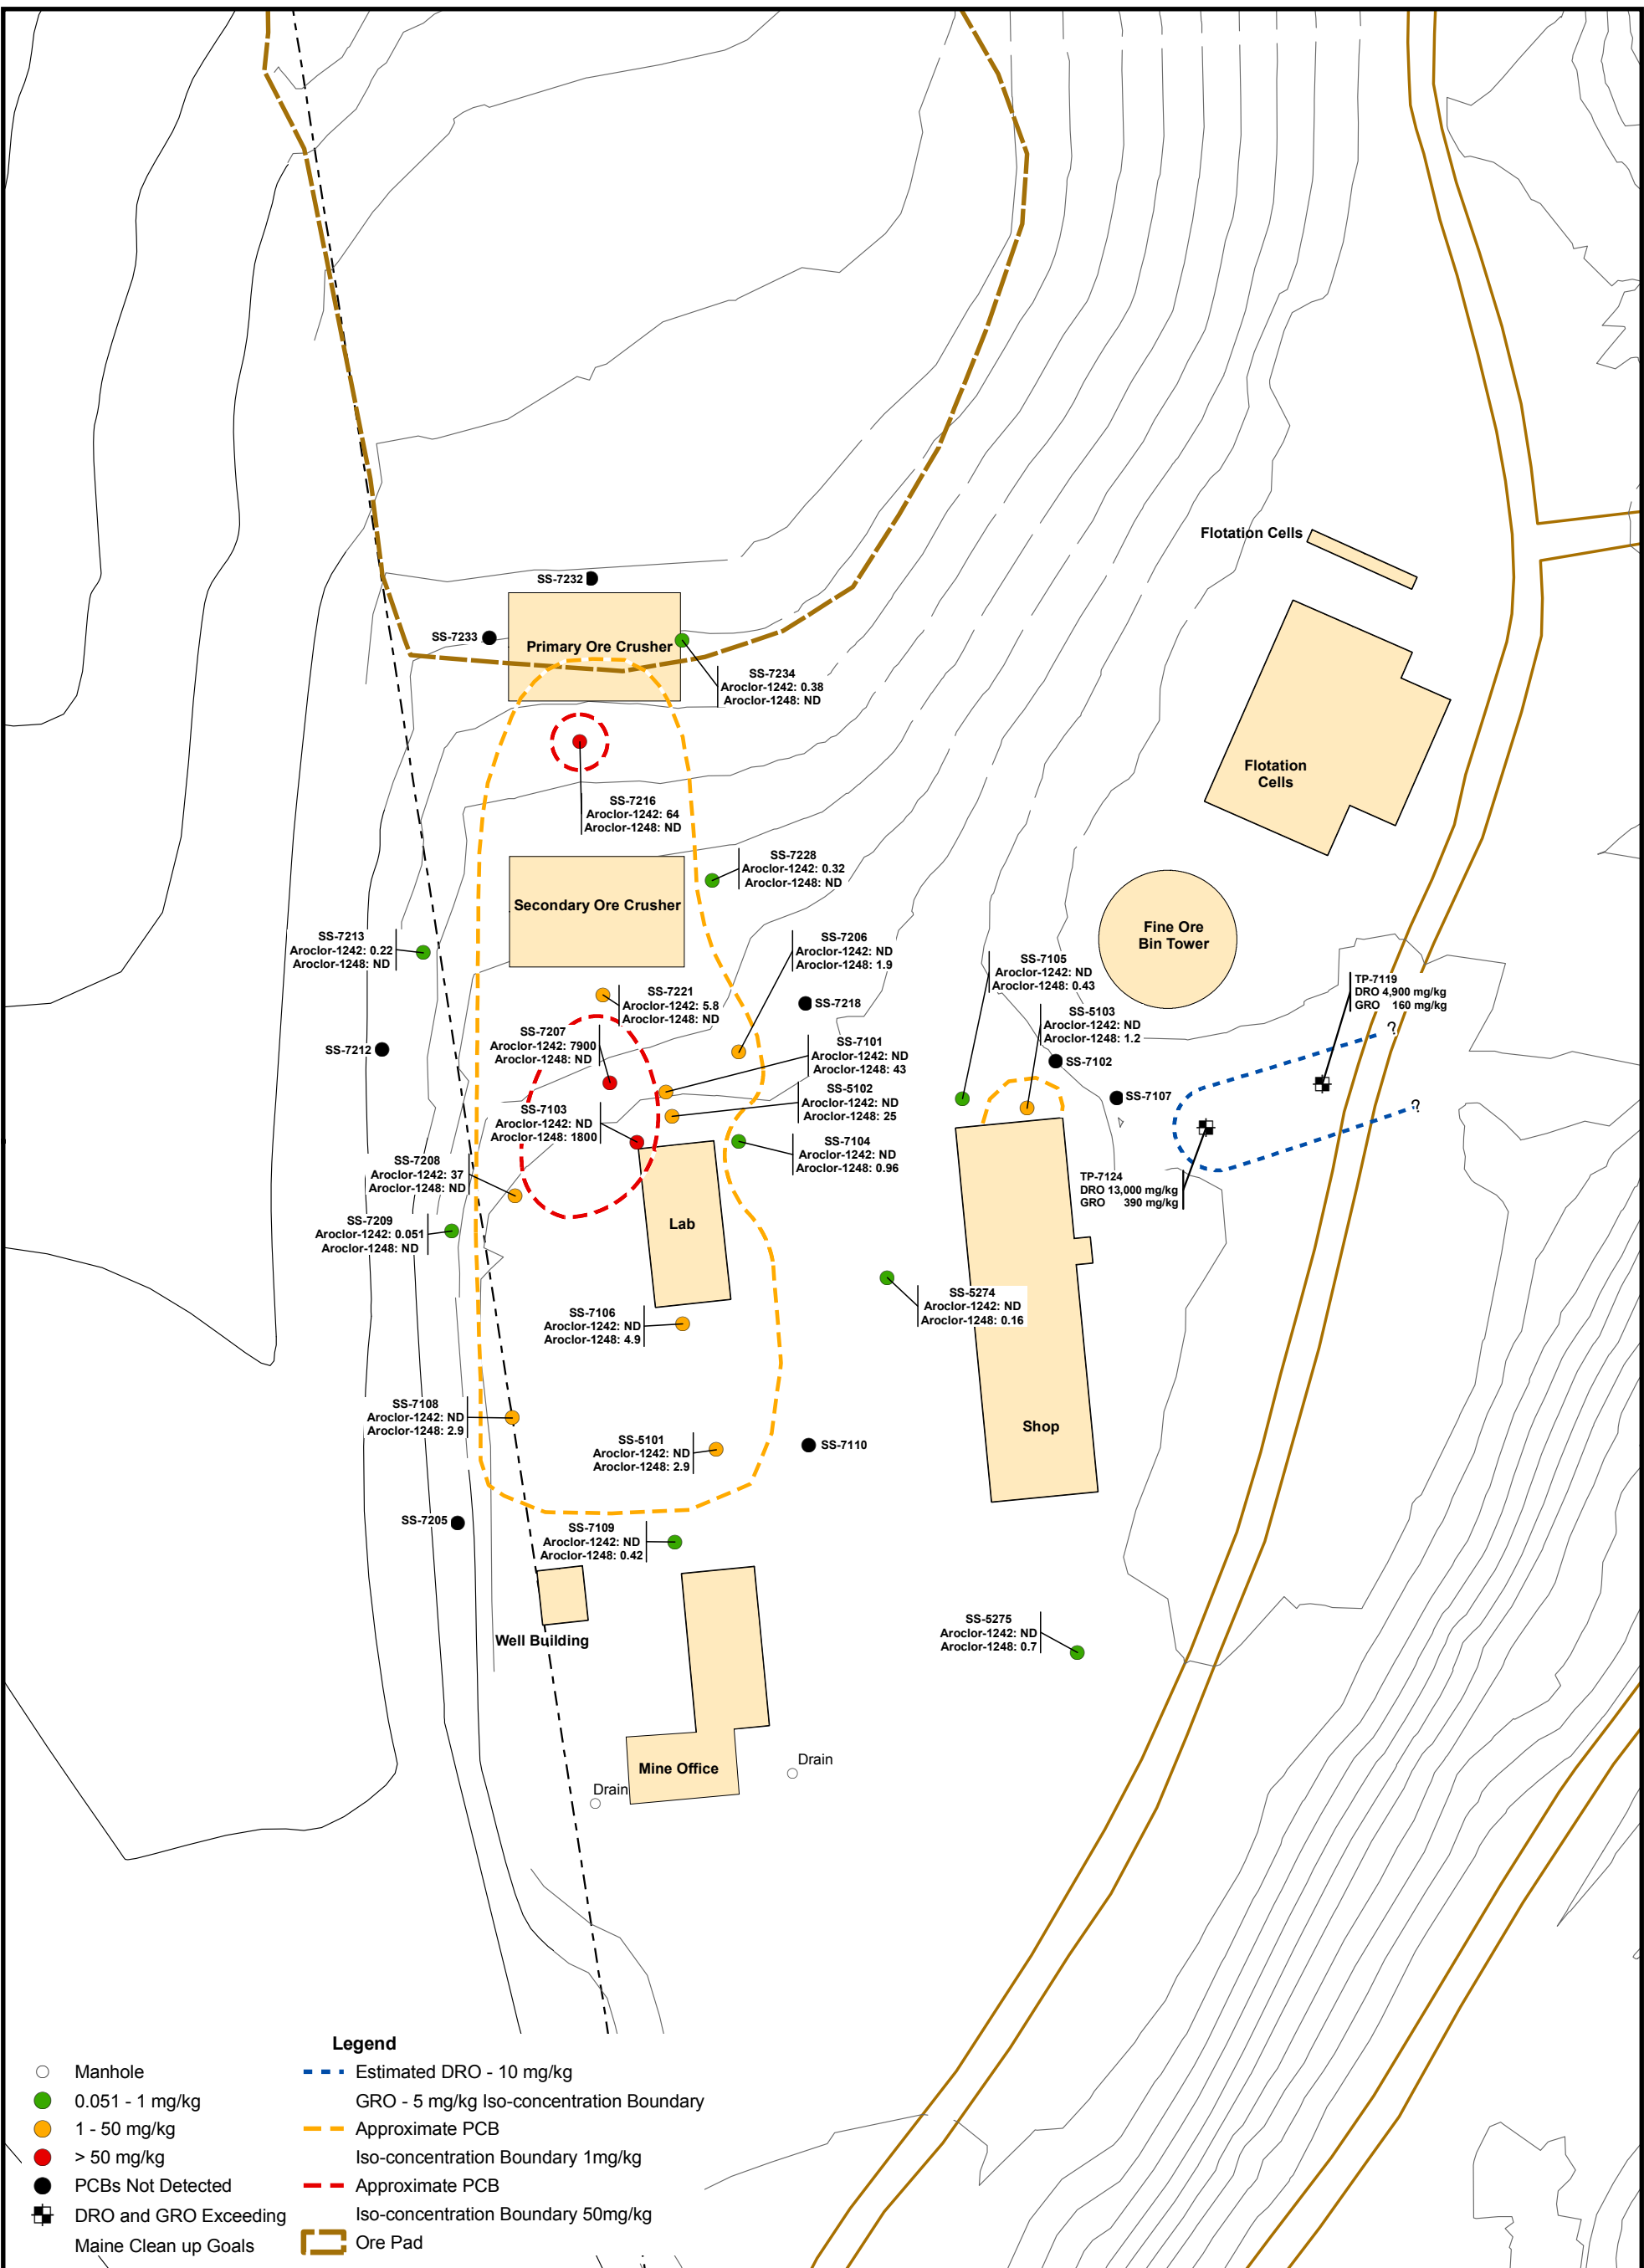 Flotation Cells
SS-7232
SS-7233
Primary Ore Crusher
SS-7234
Aroclor-1242: 0.38
Aroclor-1248: ND
Flotation
Cells
SS-7216
Aroclor-1242: 64
Aroclor-1248: ND
SS-7228
Aroclor-1242: 0.32
Aroclor-1248: ND
Secondary Ore Crusher
Fine Ore
Bin Tower
SS-7213
Aroclor-1242: 0.22
Aroclor-1248: ND
SS-7206
Aroclor-1242: ND
Aroclor-1248: 1.9
SS-7105
Aroclor-1242: ND
Aroclor-1248: 0.43
TP-7119
DRO 4,900 mg/kg
GRO 160 mg/kg
SS-7221
Aroclor-1242: 5.8
Aroclor-1248: ND
SS-7218
SS-5103
Aroclor-1242: ND
Aroclor-1248: 1.2
?
SS-7207
Aroclor-1242: 7900
Aroclor-1248: ND
SS-7212
SS-7101
Aroclor-1242: ND
Aroclor-1248: 43
SS-7102
SS-5102
Aroclor-1242: ND
Aroclor-1248: 25
SS-7107
?
SS-7103
Aroclor-1242: ND
Aroclor-1248: 1800
SS-7104
Aroclor-1242: ND
Aroclor-1248: 0.96
SS-7208
Aroclor-1242: 37
Aroclor-1248: ND
TP-7124
DRO 13,000 mg/kg
GRO 390 mg/kg
SS-7209
Aroclor-1242: 0.051
Aroclor-1248: ND
Lab
SS-5274
Aroclor-1242: ND
Aroclor-1248: 0.16
SS-7106
Aroclor-1242: ND
Aroclor-1248: 4.9
SS-7108
Aroclor-1242: ND
Aroclor-1248: 2.9
Shop
SS-5101
Aroclor-1242: ND
Aroclor-1248: 2.9
SS-7110
SS-7205
SS-7109
Aroclor-1242: ND
Aroclor-1248: 0.42
SS-5275
Aroclor-1242: ND
Aroclor-1248: 0.7
Well Building
Mine Office
Drain
Drain
Legend
Manhole
0.051 - 1 mg/kg
1 - 50 mg/kg
> 50 mg/kg
PCBs Not Detected
DRO and GRO Exceeding
Maine Clean up Goals
Estimated DRO - 10 mg/kg
GRO - 5 mg/kg Iso-concentration Boundary
Approximate PCB
Iso-concentration Boundary 1mg/kg
Approximate PCB
Iso-concentration Boundary 50mg/kg
Ore Pad